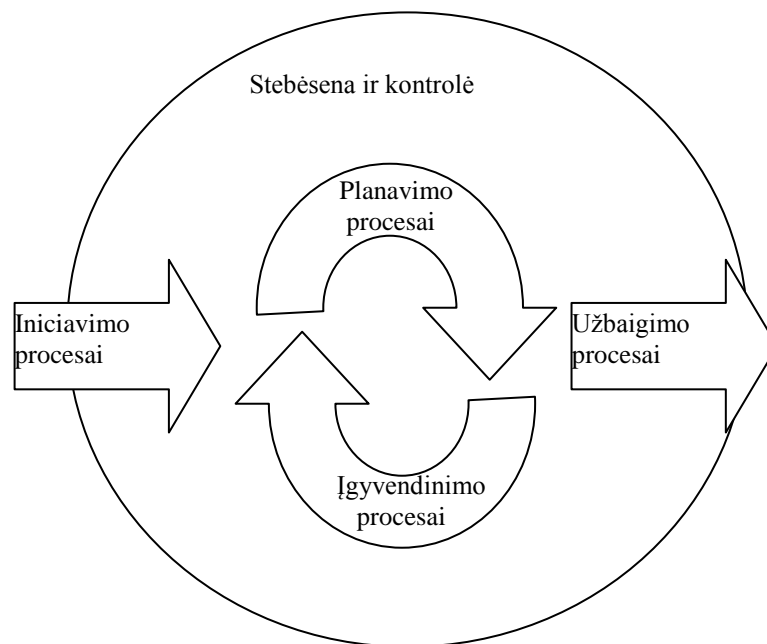 Stebėsena ir kontrolė
Planavimo
procesai
Iniciavimo
procesai
Užbaigimo
procesai
Įgyvendinimo
procesai